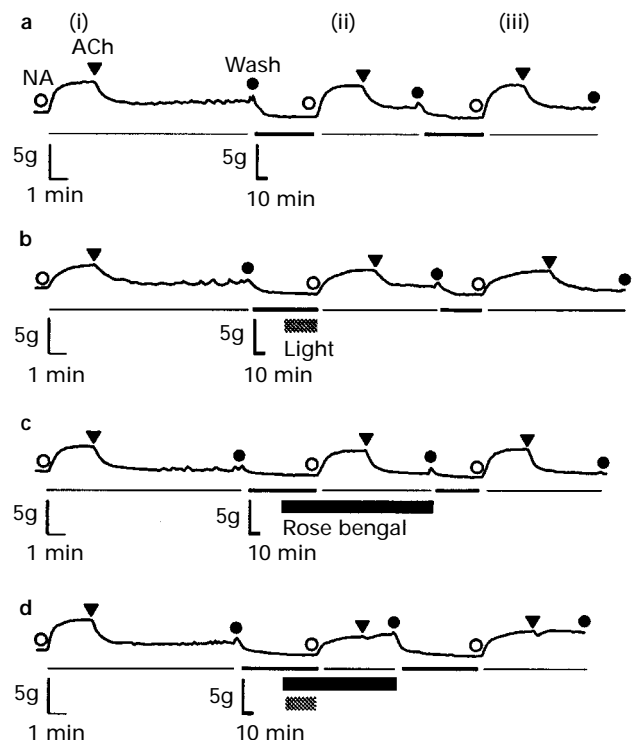 a (i) (ii) (iii)
ACh
NA Wash
5g 5g
1 min 10 min
b
5g 5g Light
1 min 10 min
c
5g 5g Rose bengal
1 min 10 min
d
5g 5g
1 min 10 min